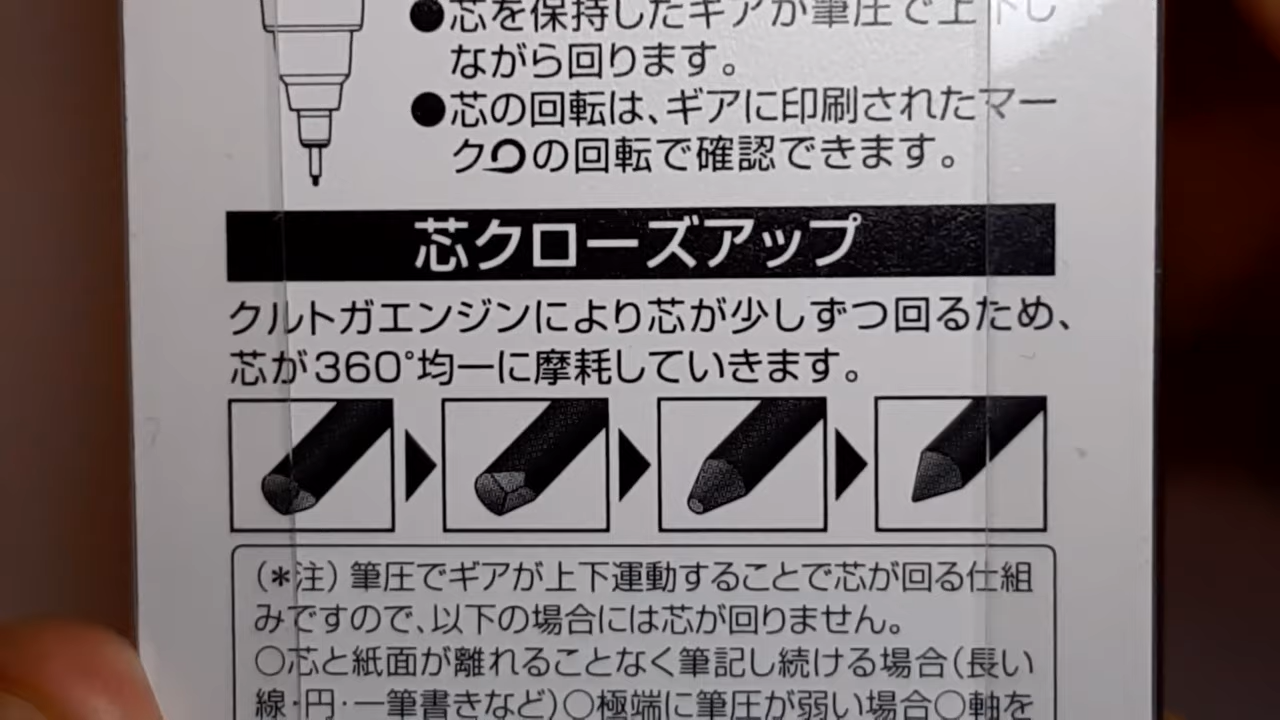 ●芯を保持したギアが筆圧で上下し
ながら回ります。
●芯の回転は、ギアに印刷されたマー
クの回転で確認できます。
芯クローズアップ
クルトガエンジンにより芯が少しずつ回るため、
芯が360°均一に摩耗していきます。
(*注) 筆圧でギアが上下運動することで芯が回る仕組
みですので、以下の場合には芯が回りません。
○芯と紙面が離れることなく筆記し続ける場合(長い
線・円・一筆書きなど)○極端に筆圧が弱い場合○軸を